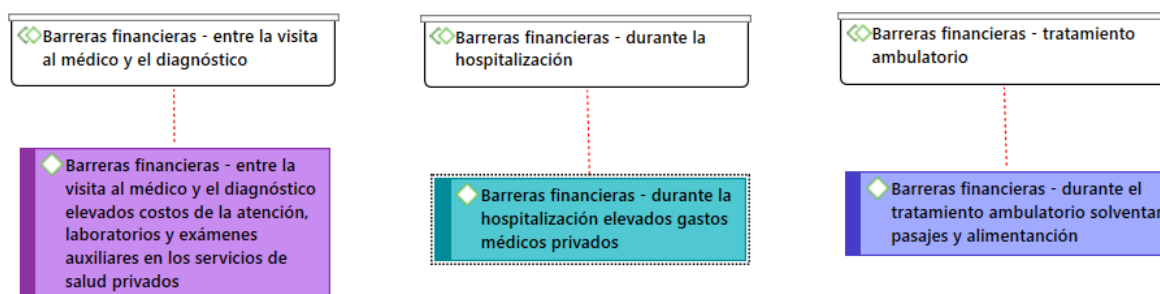 Barreras financieras - entre la visita
al médico y el diagnóstico
Barreras financieras - durante la
hospitalización
Barreras financieras - tratamiento
ambulatorio
Barreras financieras - entre la
visita al médico y el diagnóstico
elevados costos de la atención,
laboratorios y exámenes
auxiliares en los servicios de
salud privados
Barreras financieras - durante la
hospitalización elevados gastos
médicos privados
Barreras financieras - durante el
tratamiento ambulatorio solventar
pasajes y alimentanción